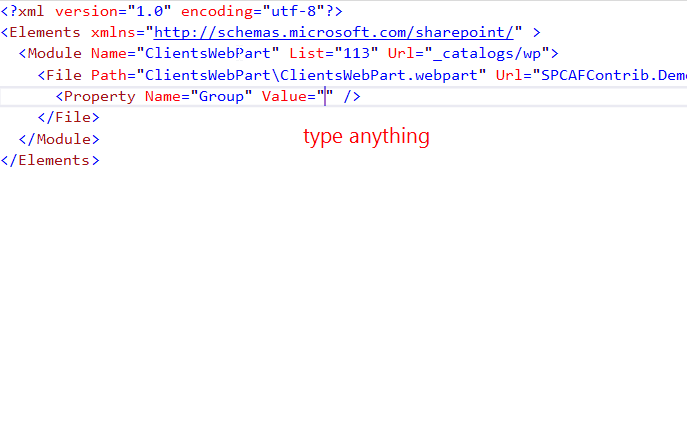 <?xml version="1.0" encoding="utf-8"?>
<Elements xmlns="http://schemas.microsoft.com/sharepoint/" >
<Module Name="ClientsWebPart" List="113" Url="_catalogs/wp">
<File Path="ClientsWebPart\ClientsWebPart.webpart" Url="SPCAFContrib.Dem
<Property Name="Group" Value="" />
</File>
type anything
</Module>
</Elements>